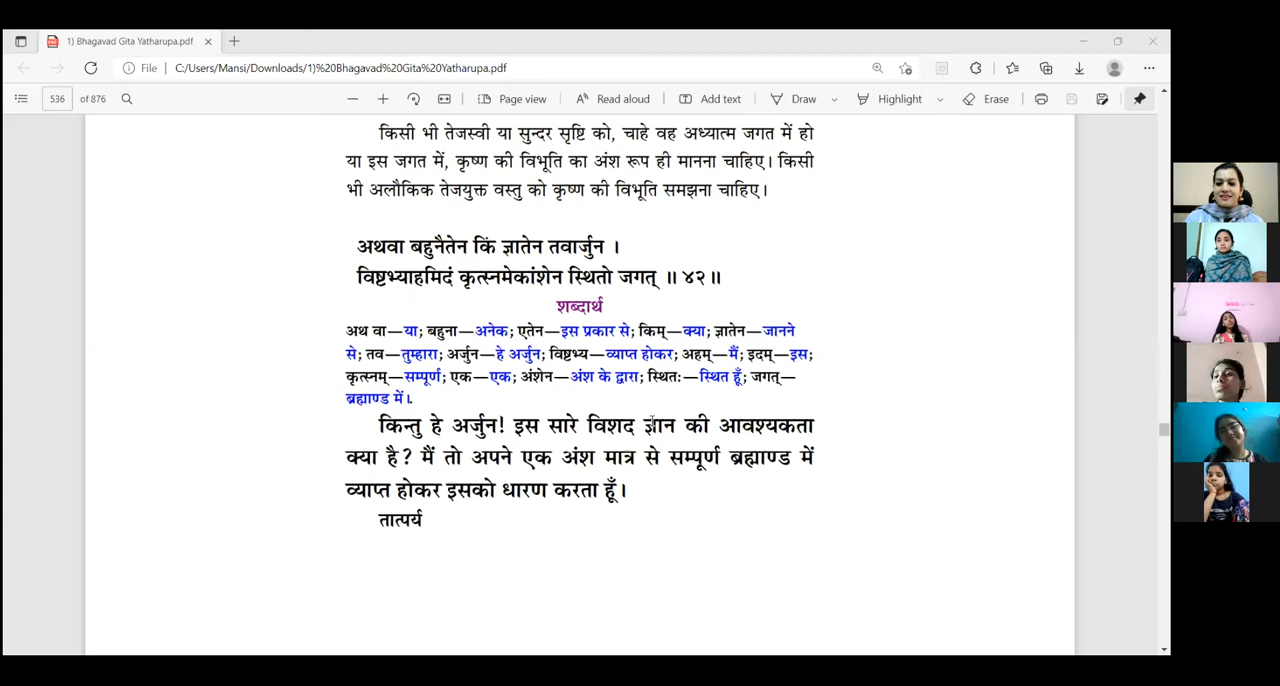 1) Bhagavad Gita Yatharupa.pdf
File
C:/Users/Mansi/Downloads/1)%20Bhagavad%20Gita%20Yatharupa.pdf
536 of 876
Page view
Read aloud
Add text
Draw
Highlight
Erase
किसी भी तेजस्वी या सुन्दर सृष्टि को, चाहे वह अध्यात्म जगत में हो
या इस जगत में, कृष्ण की विभूति का अंश रूप ही मानना चाहिए। किसी
भी अलौकिक तेजयुक्त वस्तु को कृष्ण की विभूति समझना चाहिए।
अथवा बहुनैतेन किं ज्ञातेन तवार्जुन ।
विष्टभ्याहमिदं कृत्स्नमेकांशेन स्थितो जगत् ॥ ४२॥
शब्दार्थ
अथ वा—या; बहुना—अनेक; एतेन—इस प्रकार से; किम्—क्या; ज्ञातेन—जानने
से; तव—तुम्हारा; अर्जुन—हे अर्जुन; विष्टभ्य—व्याप्त होकर; अहम्—मैं; इदम्—इस;
कृत्स्नम्—सम्पूर्ण; एक—एक; अंशेन—अंश के द्वारा; स्थितः—स्थित हूँ; जगत्—
ब्रह्माण्ड में।
किन्तु हे अर्जुन! इस सारे विशद ज्ञान की आवश्यकता
क्या है? मैं तो अपने एक अंश मात्र से सम्पूर्ण ब्रह्माण्ड में
व्याप्त होकर इसको धारण करता हूँ।
तात्पर्य